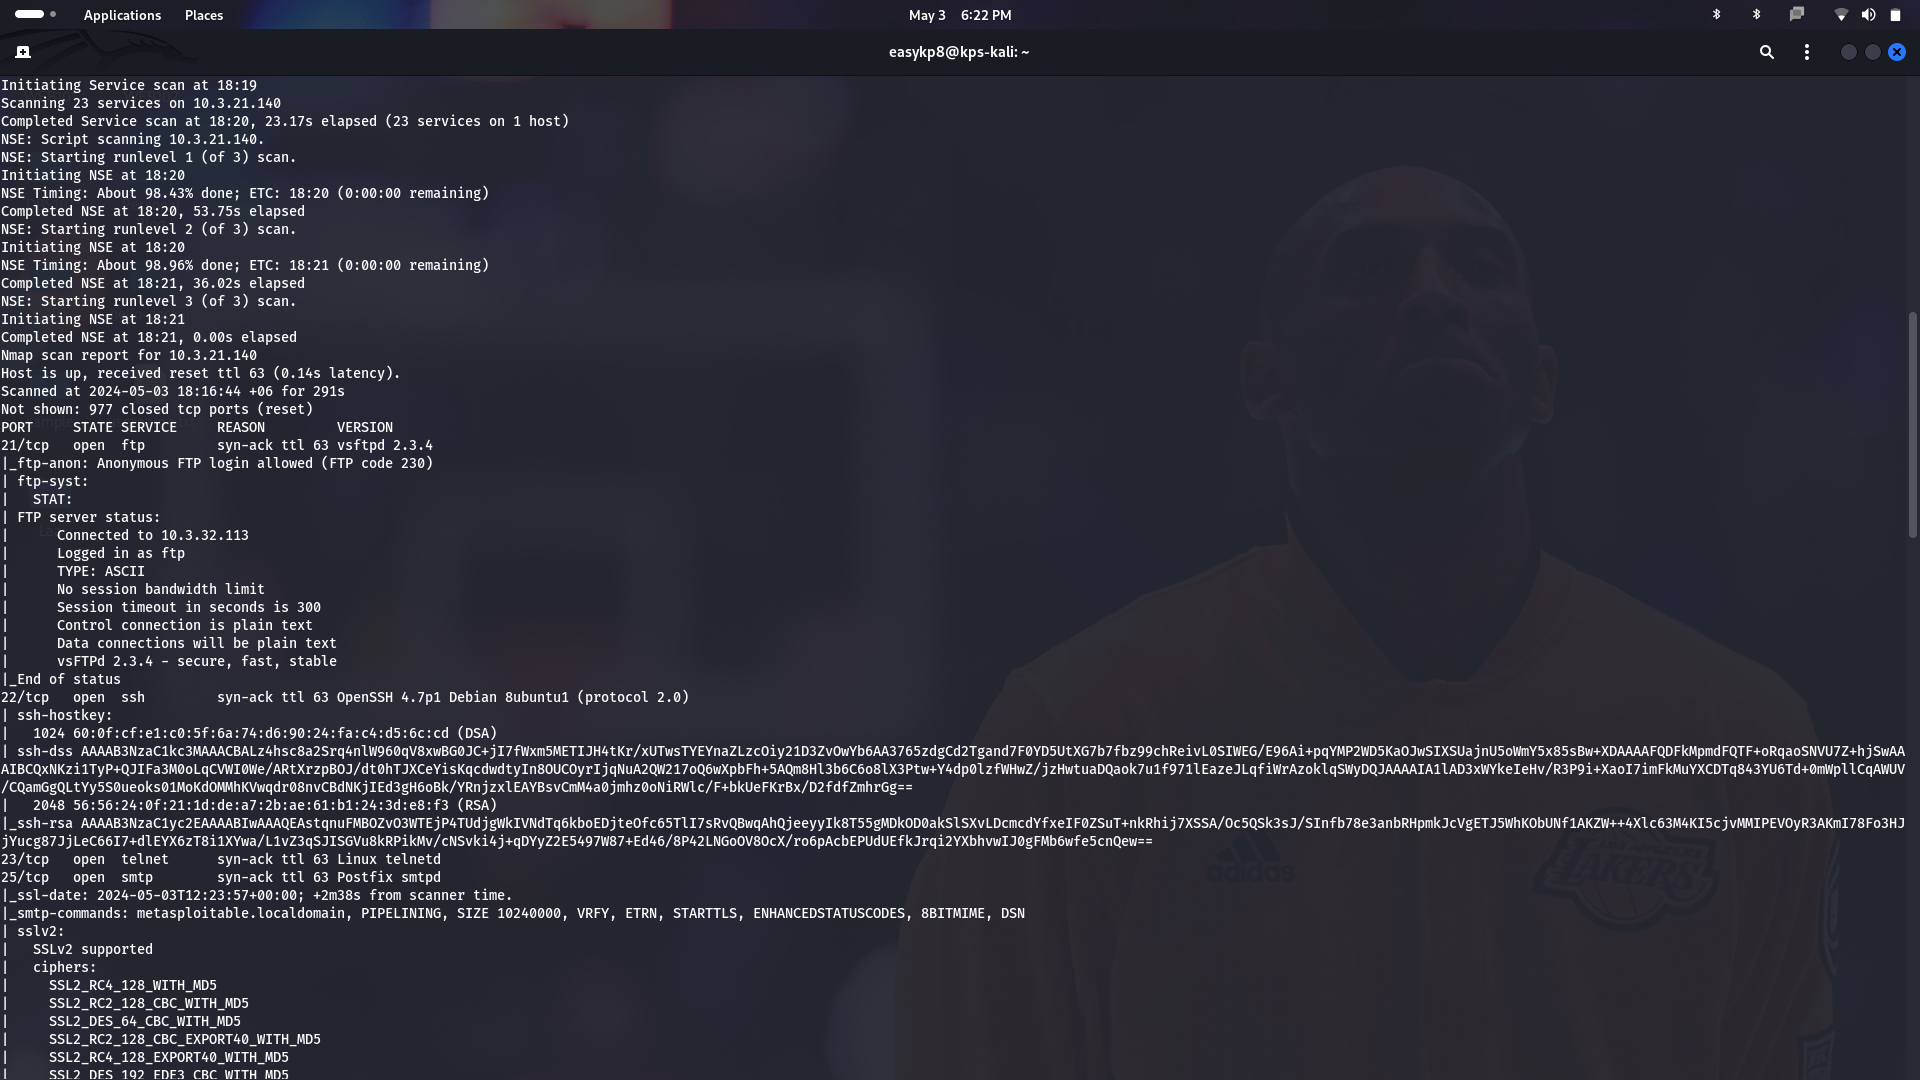 Applications Places
May 3 6:22 PM
easykp8@kps-kali: ~
Initiating Service scan at 18:19
Scanning 23 services on 10.3.21.140
Completed Service scan at 18:20, 23.17s elapsed (23 services on 1 host)
NSE: Script scanning 10.3.21.140.
NSE: Starting runlevel 1 (of 3) scan.
Initiating NSE at 18:20
NSE Timing: About 98.43% done; ETC: 18:20 (0:00:00 remaining)
Completed NSE at 18:20, 53.75s elapsed
NSE: Starting runlevel 2 (of 3) scan.
Initiating NSE at 18:20
NSE Timing: About 98.96% done; ETC: 18:21 (0:00:00 remaining)
Completed NSE at 18:21, 36.02s elapsed
NSE: Starting runlevel 3 (of 3) scan.
Initiating NSE at 18:21
Completed NSE at 18:21, 0.00s elapsed
Nmap scan report for 10.3.21.140
Host is up, received reset ttl 63 (0.14s latency).
Scanned at 2024-05-03 18:16:44 +06 for 291s
Not shown: 977 closed tcp ports (reset)
PORT     STATE SERVICE     REASON         VERSION
21/tcp   open  ftp         syn-ack ttl 63 vsftpd 2.3.4
|_ftp-anon: Anonymous FTP login allowed (FTP code 230)
| ftp-syst:
|   STAT:
| FTP server status:
|      Connected to 10.3.32.113
|      Logged in as ftp
|      TYPE: ASCII
|      No session bandwidth limit
|      Session timeout in seconds is 300
|      Control connection is plain text
|      Data connections will be plain text
|      vsFTPd 2.3.4 - secure, fast, stable
|_End of status
22/tcp   open  ssh         syn-ack ttl 63 OpenSSH 4.7p1 Debian 8ubuntu1 (protocol 2.0)
| ssh-hostkey:
|   1024 60:0f:cf:e1:c0:5f:6a:74:d6:90:24:fa:c4:d5:6c:cd (DSA)
| ssh-dss AAAAB3NzaC1kc3MAAACBALz4hsc8a2Srq4nlW960qV8xwBG0JC+jI7fWxm5METIJH4tKr/xUTwsTYEYnaZLzcOiy21D3ZvOwYb6AA3765zdgCd2Tgand7F0YD5UtXG7b7fbz99chReivL0SIWEG/E96Ai+pqYMP2WD5KaOJwSIXSUajnU5oWmY5x85sBw+XDAAAAFQDFkMpmdFQTF+oRqaoSNVU7Z+hjSwAA
AIBCQxNKzi1TyP+QJIFa3M0oLqCVWI0We/ARtXrzpBOJ/dt0hTJXCeYisKqcdwdtyIn8OUCOyrIjqNuA2QW217oQ6wXpbFh+5AQm8Hl3b6C6o8lX3Ptw+Y4dp0lzfWHwZ/jzHwtuaDQaok7u1f971lEazeJLqfiWrAzoklqSWyDQJAAAAIA1lAD3xWYkeIeHv/R3P9i+XaoI7imFkMuYXCDTq843YU6Td+0mWpllCqAWUV
/CQamGgQLtYy5S0ueoks01MoKdOMMhKVwqdr08nvCBdNKjIEd3gH6oBk/YRnjzxlEAYBsvCmM4a0jmhz0oNiRWlc/F+bkUeFKrBx/D2fdfZmhrGg==
|   2048 56:56:24:0f:21:1d:de:a7:2b:ae:61:b1:24:3d:e8:f3 (RSA)
|_ssh-rsa AAAAB3NzaC1yc2EAAAABIwAAAQEAstqnuFMBOZvO3WTEjP4TUdjgWkIVNdTq6kboEDjteOfc65TlI7sRvQBwqAhQjeeyyIk8T55gMDkOD0akSlSXvLDcmcdYfxeIF0ZSuT+nkRhij7XSSA/Oc5QSk3sJ/SInfb78e3anbRHpmkJcVgETJ5WhKObUNf1AKZW++4Xlc63M4KI5cjvMMIPEVOyR3AKmI78Fo3HJ
jYucg87JjLeC66I7+dlEYX6zT8i1XYwa/L1vZ3qSJISGVu8kRPikMv/cNSvki4j+qDYyZ2E5497W87+Ed46/8P42LNGoOV8OcX/ro6pAcbEPUdUEfkJrqi2YXbhvwIJ0gFMb6wfe5cnQew==
23/tcp   open  telnet      syn-ack ttl 63 Linux telnetd
25/tcp   open  smtp        syn-ack ttl 63 Postfix smtpd
|_ssl-date: 2024-05-03T12:23:57+00:00; +2m38s from scanner time.
|_smtp-commands: metasploitable.localdomain, PIPELINING, SIZE 10240000, VRFY, ETRN, STARTTLS, ENHANCEDSTATUSCODES, 8BITMIME, DSN
| sslv2:
|   SSLv2 supported
|   ciphers:
|     SSL2_RC4_128_WITH_MD5
|     SSL2_RC2_128_CBC_WITH_MD5
|     SSL2_DES_64_CBC_WITH_MD5
|     SSL2_RC2_128_CBC_EXPORT40_WITH_MD5
|     SSL2_RC4_128_EXPORT40_WITH_MD5
|     SSL2_DES_192_EDE3_CBC_WITH_MD5
adidas
LAKERS